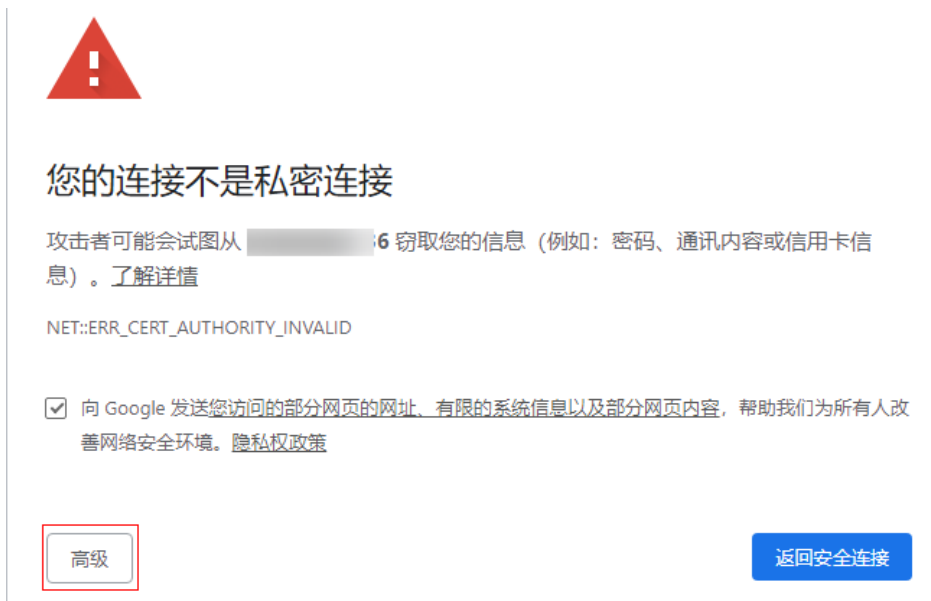 您的连接不是私密连接
攻击者可能会试图从 6 窃取您的信息（例如：密码、通讯内容或信用卡信
息）。了解详情
NET::ERR_CERT_AUTHORITY_INVALID
向 Google 发送您访问的部分网页的网址、有限的系统信息以及部分网页内容，帮助我们为所有人改
善网络安全环境。隐私权政策
高级
返回安全连接